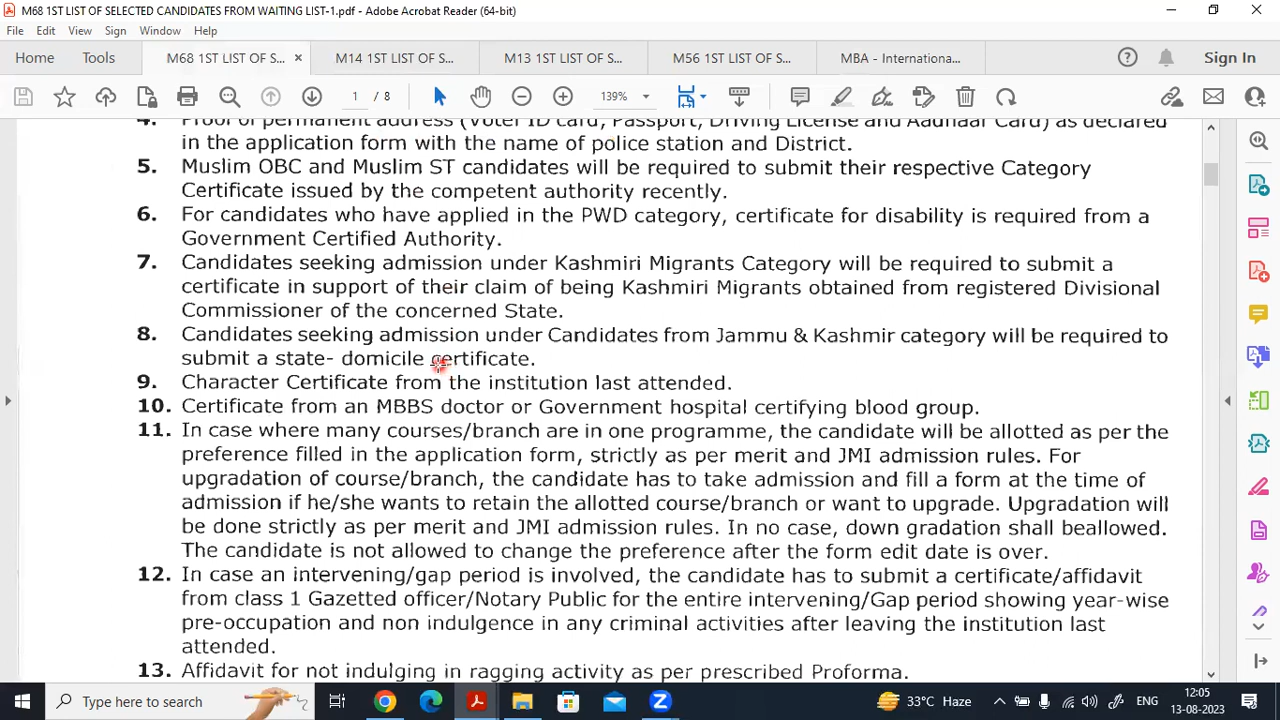 M68 1ST LIST OF SELECTED CANDIDATES FROM WAITING LIST-1.pdf - Adobe Acrobat Reader (64-bit)
File Edit View Sign Window Help
Home Tools M68 1ST LIST OF S... M14 1ST LIST OF S... M13 1ST LIST OF S... M56 1ST LIST OF S... MBA - Internationa... Sign In
1 / 8 139%
4. Proof of permanent address (Voter ID card, Passport, Driving License and Aadhaar Card) as declared
in the application form with the name of police station and District.
5. Muslim OBC and Muslim ST candidates will be required to submit their respective Category
Certificate issued by the competent authority recently.
6. For candidates who have applied in the PWD category, certificate for disability is required from a
Government Certified Authority.
7. Candidates seeking admission under Kashmiri Migrants Category will be required to submit a
certificate in support of their claim of being Kashmiri Migrants obtained from registered Divisional
Commissioner of the concerned State.
8. Candidates seeking admission under Candidates from Jammu & Kashmir category will be required to
submit a state- domicile certificate.
9. Character Certificate from the institution last attended.
10. Certificate from an MBBS doctor or Government hospital certifying blood group.
11. In case where many courses/branch are in one programme, the candidate will be allotted as per the
preference filled in the application form, strictly as per merit and JMI admission rules. For
upgradation of course/branch, the candidate has to take admission and fill a form at the time of
admission if he/she wants to retain the allotted course/branch or want to upgrade. Upgradation will
be done strictly as per merit and JMI admission rules. In no case, down gradation shall beallowed.
The candidate is not allowed to change the preference after the form edit date is over.
12. In case an intervening/gap period is involved, the candidate has to submit a certificate/affidavit
from class 1 Gazetted officer/Notary Public for the entire intervening/Gap period showing year-wise
pre-occupation and non indulgence in any criminal activities after leaving the institution last
attended.
13. Affidavit for not indulging in ragging activity as per prescribed Proforma.
Type here to search 33°C Haze ENG 12:05
13-08-2023